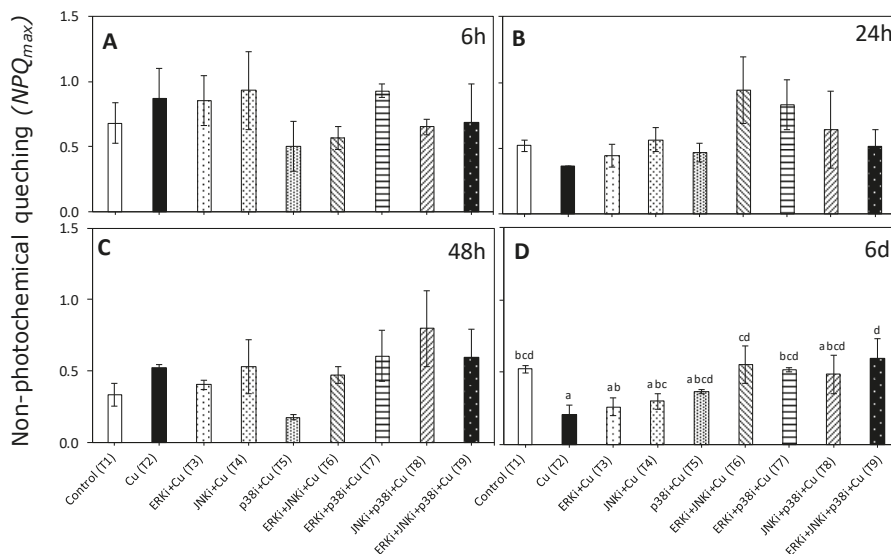 Non-photochemical queching (NPQmax)
1.5
1.0
0.5
0.0
A
6h
B
24h
1.5
1.0
0.5
0.0
C
48h
D
6d
bcd
a
ab
abc
abcd
cd
bcd
abcd
d
Control (T1)
Cu (T2)
ERKi+Cu (T3)
JNKi+Cu (T4)
p38i+Cu (T5)
ERKi+JNKi+Cu (T6)
ERKi+p38i+Cu (T7)
JNKi+p38i+Cu (T8)
ERKi+JNKi+p38i+Cu (T9)
Control (T1)
Cu (T2)
ERKi+Cu (T3)
JNKi+Cu (T4)
p38i+Cu (T5)
ERKi+JNKi+Cu (T6)
ERKi+p38i+Cu (T7)
JNKi+p38i+Cu (T8)
ERKi+JNKi+p38i+Cu (T9)